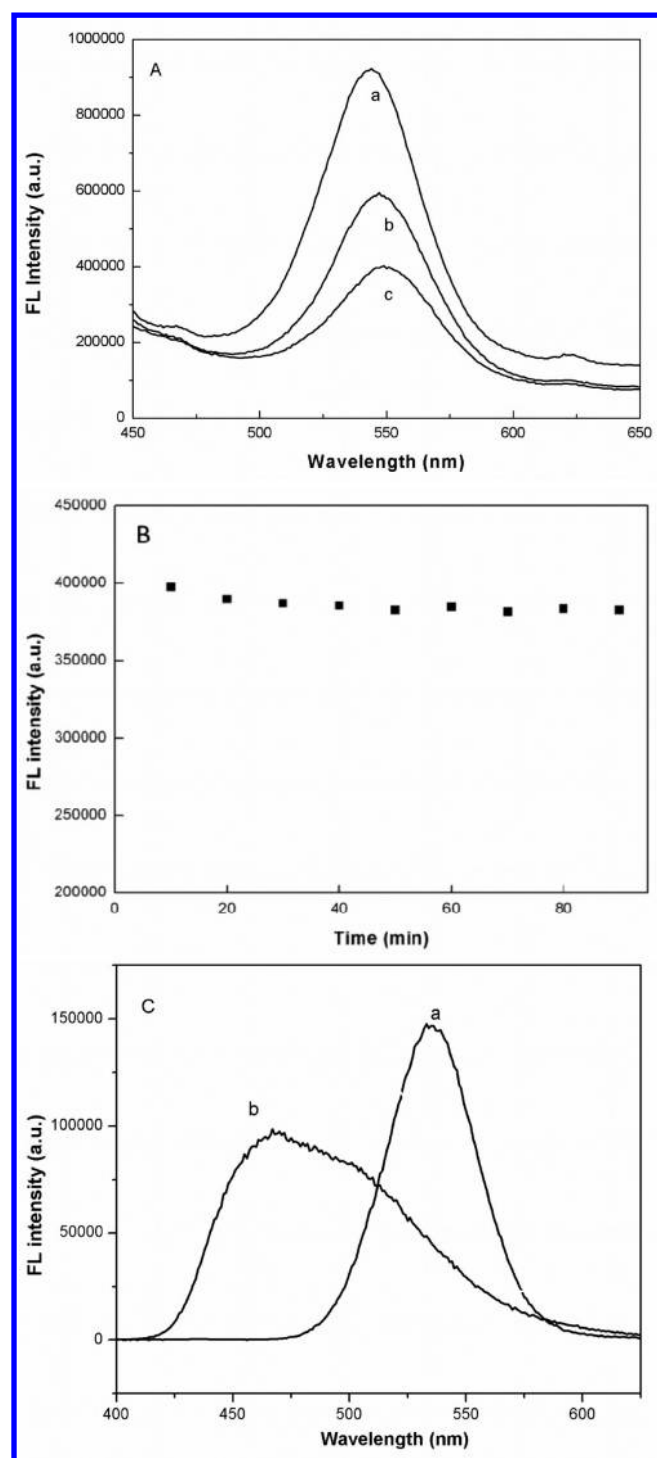 A
FL Intensity (a.u.)
1000000
800000
600000
400000
200000
0
a
b
c
450
500
550
600
650
Wavelength (nm)
B
FL intensity (a.u.)
450000
400000
350000
300000
250000
200000
0
20
40
60
80
Time (min)
C
FL intensity (a.u.)
150000
100000
50000
0
a
b
400
450
500
550
600
Wavelength (nm)